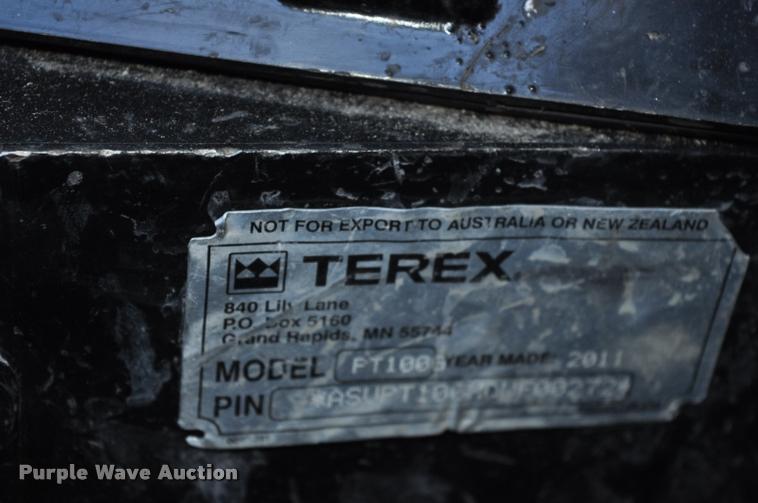 NOT FOR EXPORT TO AUSTRALIA OR NEW ZEALAND
TEREX
840 Lily Lane
P.O. Box 5160
Grand Rapids, MN 55744
MODEL YEAR MADE: 2011
PIN
Purple Wave Auction